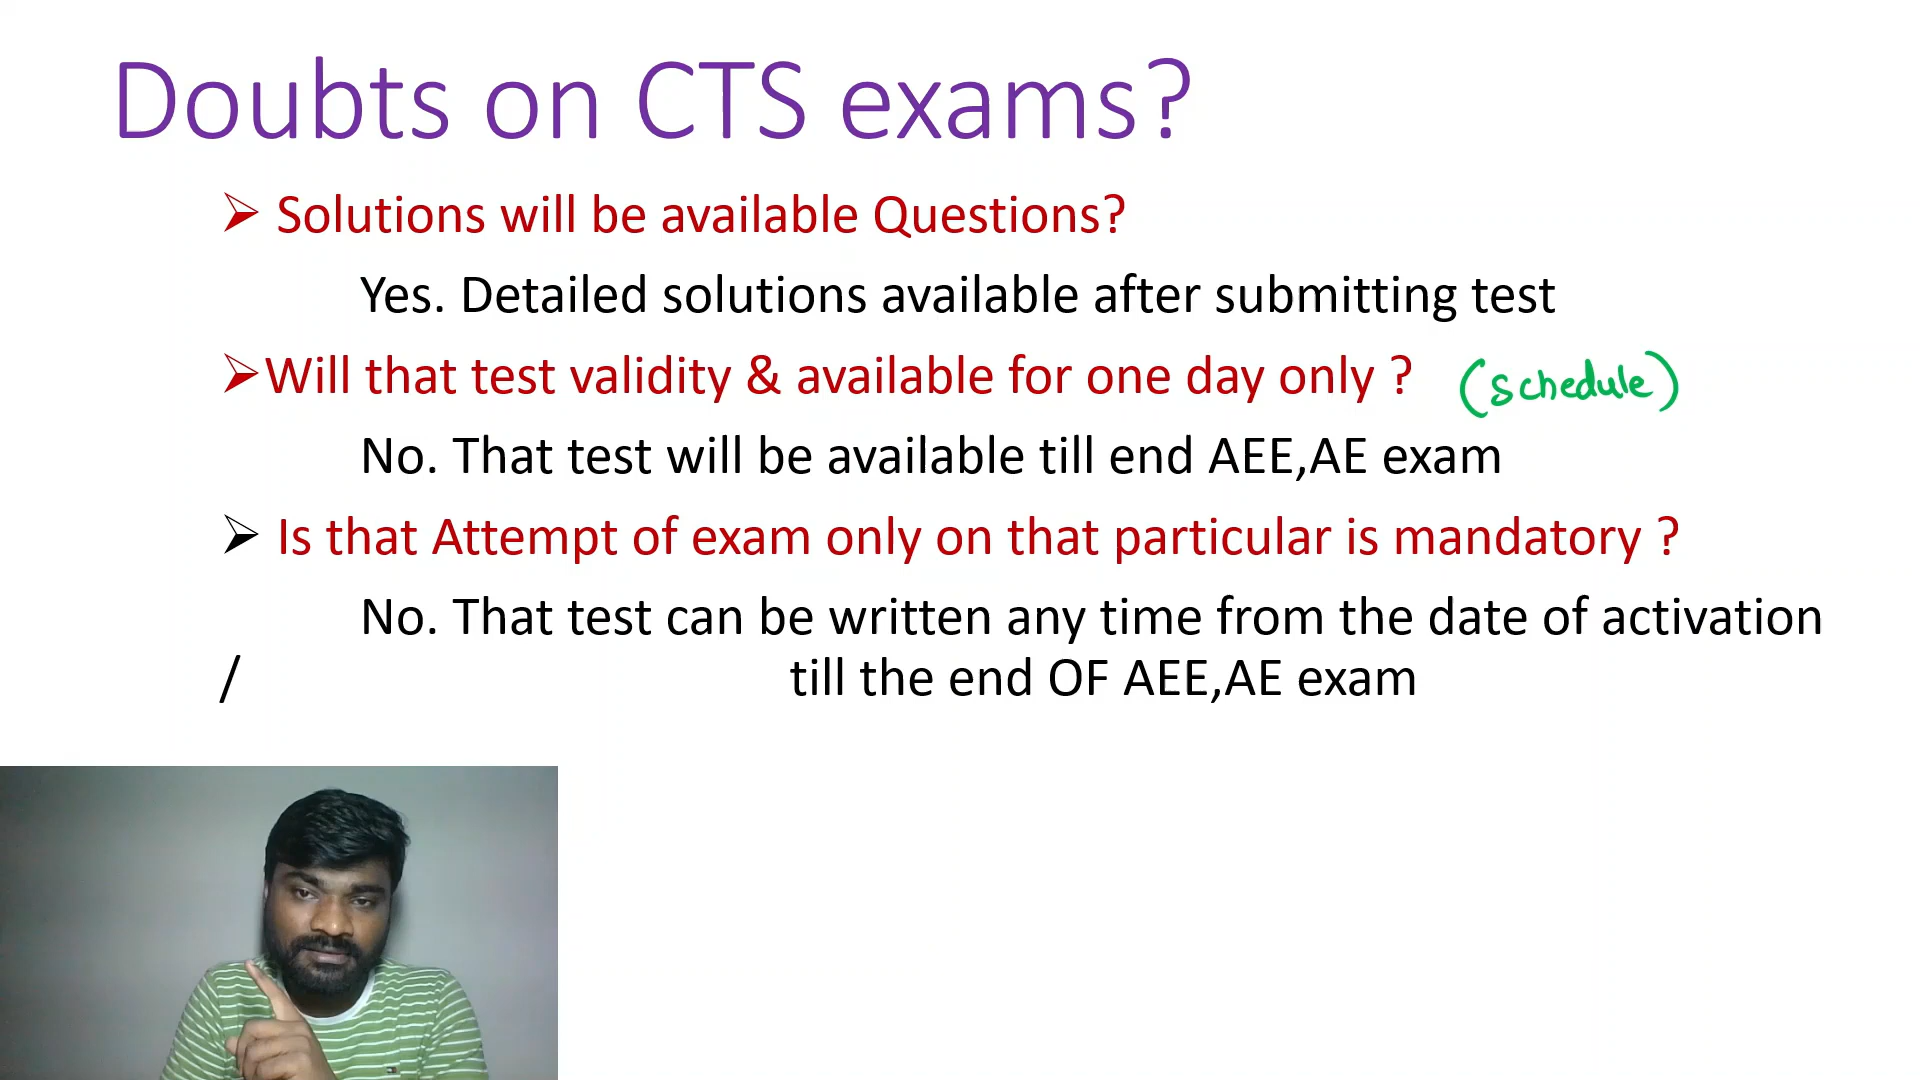 Doubts on CTS exams?
Solutions will be available Questions?
Yes. Detailed solutions available after submitting test
Will that test validity & available for one day only ? (schedule)
No. That test will be available till end AEE,AE exam
Is that Attempt of exam only on that particular is mandatory ?
No. That test can be written any time from the date of activation
/ till the end OF AEE,AE exam